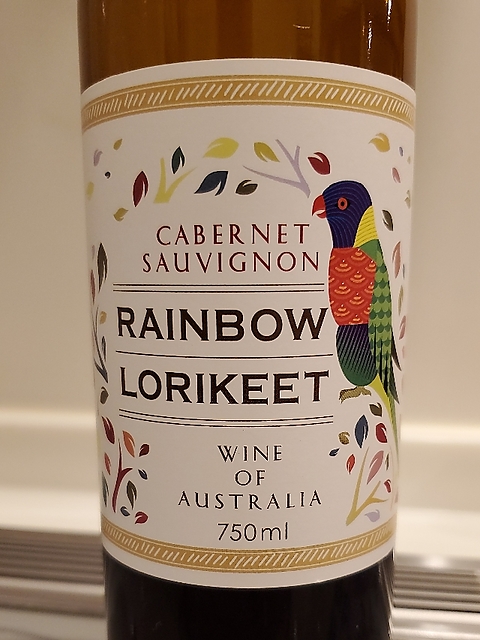 CABERNET
SAUVIGNON
RAINBOW
LORIKEET
WINE
OF
AUSTRALIA
750ml